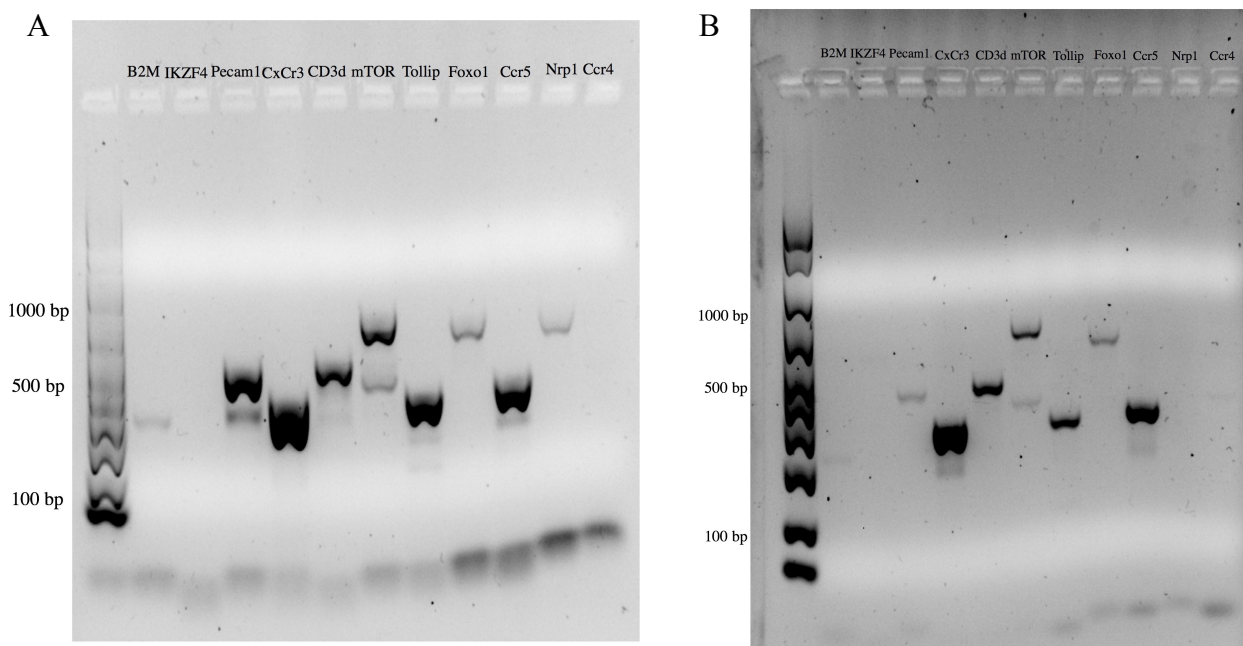 A
B2M IKZF4 Pecam1 CxCr3 CD3d mTOR Tollip Foxo1 Ccr5 Nrp1 Ccr4
1000 bp
500 bp
100 bp
B
B2M IKZF4 Pecam1 CxCr3 CD3d mTOR Tollip Foxo1 Ccr5 Nrp1 Ccr4
1000 bp
500 bp
100 bp